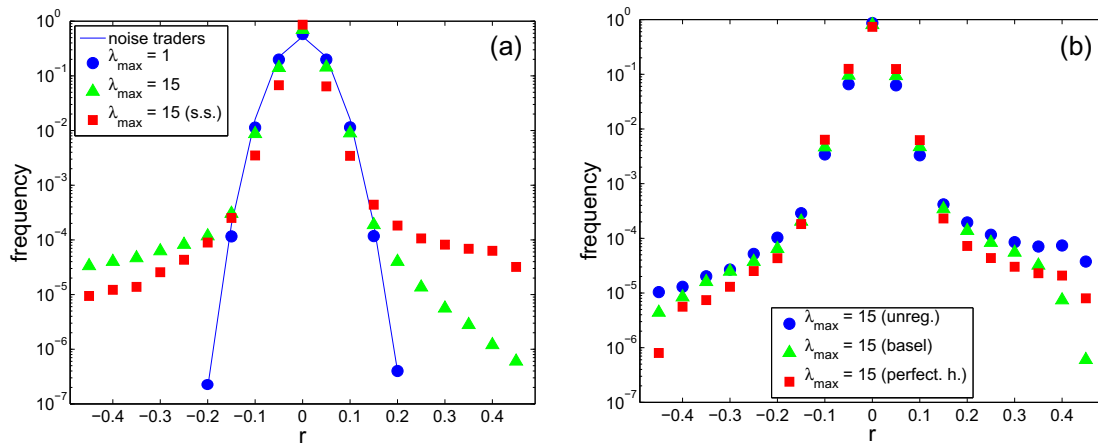 (a)
noise traders
λmax = 1
λmax = 15
λmax = 15 (s.s.)
frequency
10^0
10^−1
10^−2
10^−3
10^−4
10^−5
10^−6
10^−7
−0.4 −0.3 −0.2 −0.1 0 0.1 0.2 0.3 0.4
r
(b)
frequency
10^0
10^−1
10^−2
10^−3
10^−4
10^−5
10^−6
10^−7
λmax = 15 (unreg.)
λmax = 15 (basel)
λmax = 15 (perfect. h.)
−0.4 −0.3 −0.2 −0.1 0 0.1 0.2 0.3 0.4
r